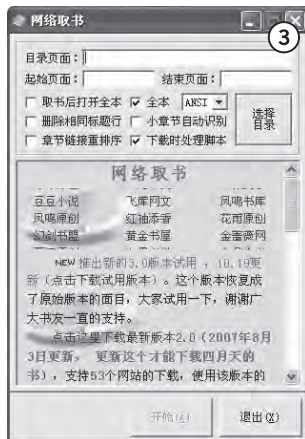 网络取书
③
目录页面：
起始页面： 结束页面：
取书后打开全本 全本 ANSI 选择目录
删除相同标题行 小章节自动识别
章节链接重排序 下载时处理脚本
网络取书
豆豆小说 飞库网文 凤鸣书库
凤鸣原创 红袖添香 花雨原创
幻剑书盟 黄金书屋 金蔷薇网
NEW 推出新的3.0版本试用，10.19更
新（点击下载试用版本）。这个版本恢复成
了原始版本的面目，大家试用一下，谢谢广
大书友一直的支持。
点击这里下载最新版本2.0（2007年8月
3日更新， 更新这个才能下载四月天的
书），支持53个网站的下载，使用该版本的
开始(G) 退出(X)